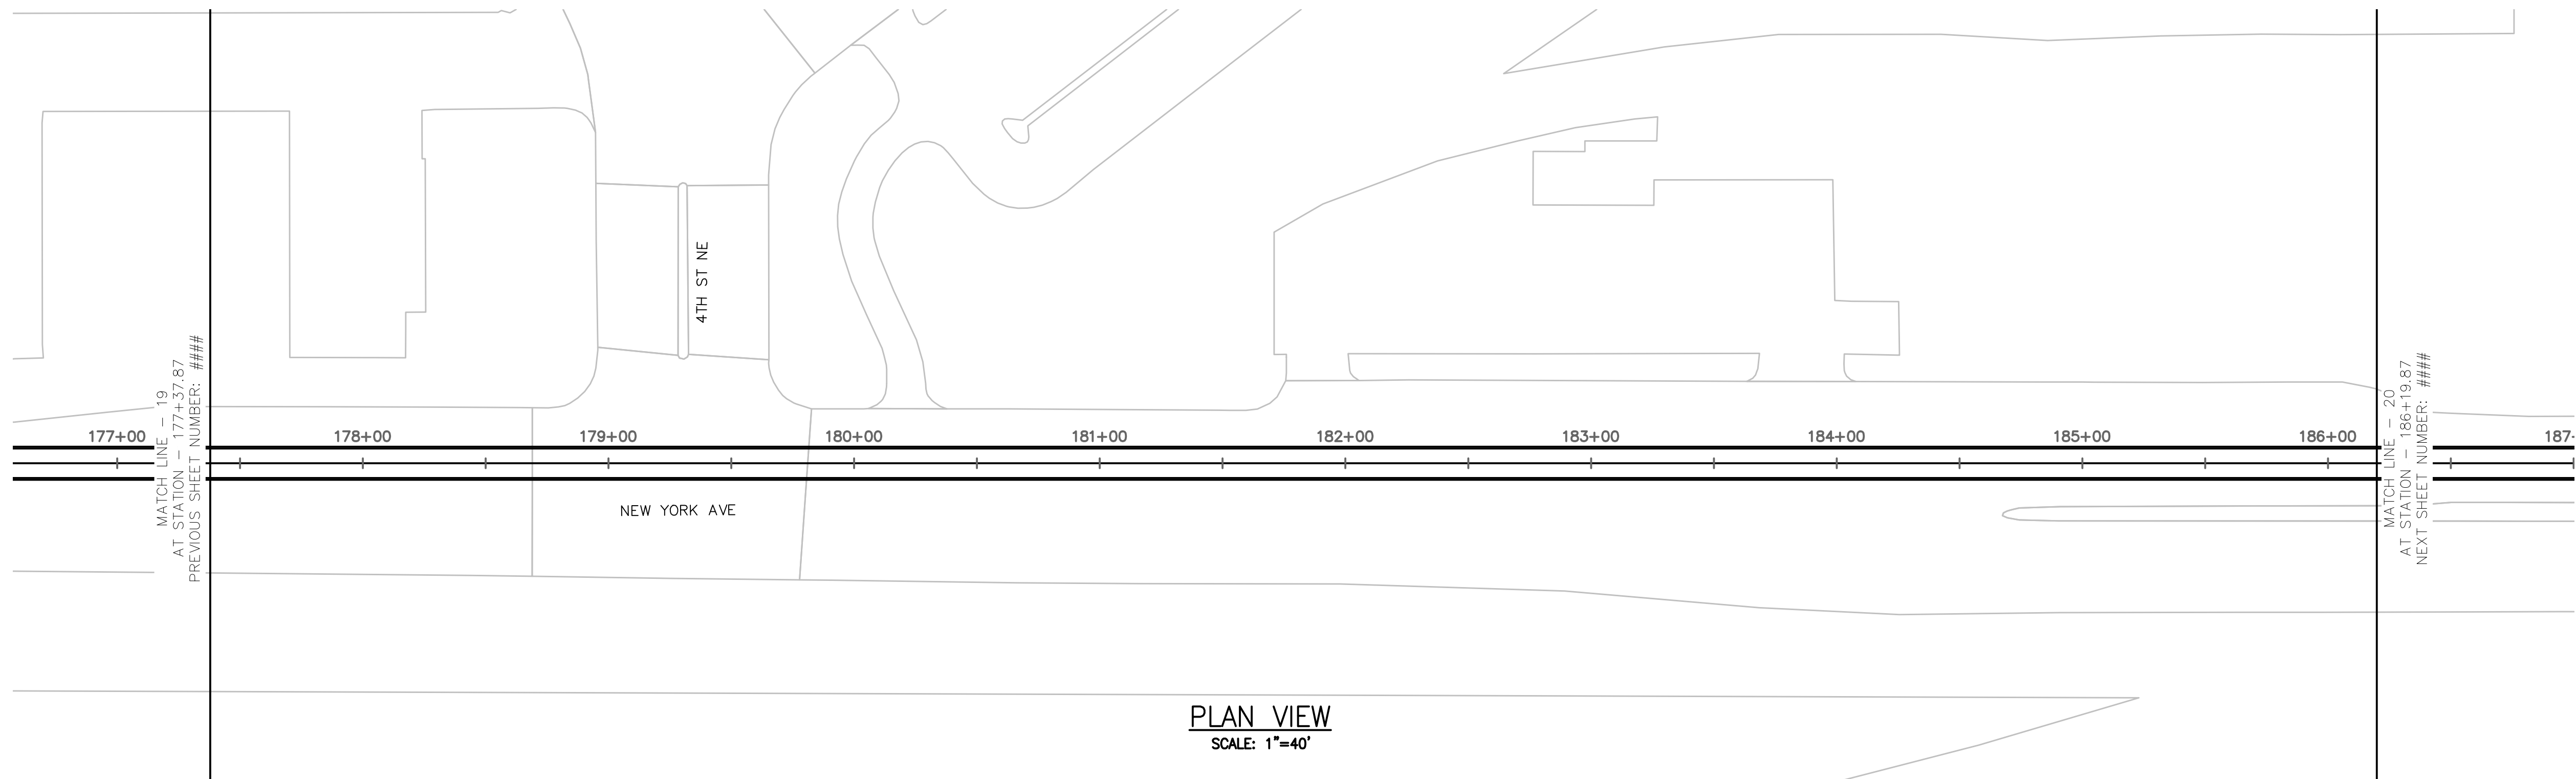 4TH ST NE
MATCH LINE - 19
AT STATION - 177+37.87
PREVIOUS SHEET NUMBER: ####
177+00
178+00
179+00
180+00
181+00
182+00
183+00
184+00
185+00
186+00
187-
MATCH LINE - 20
AT STATION - 186+19.87
NEXT SHEET NUMBER: ####
NEW YORK AVE
PLAN VIEW
SCALE: 1"=40'